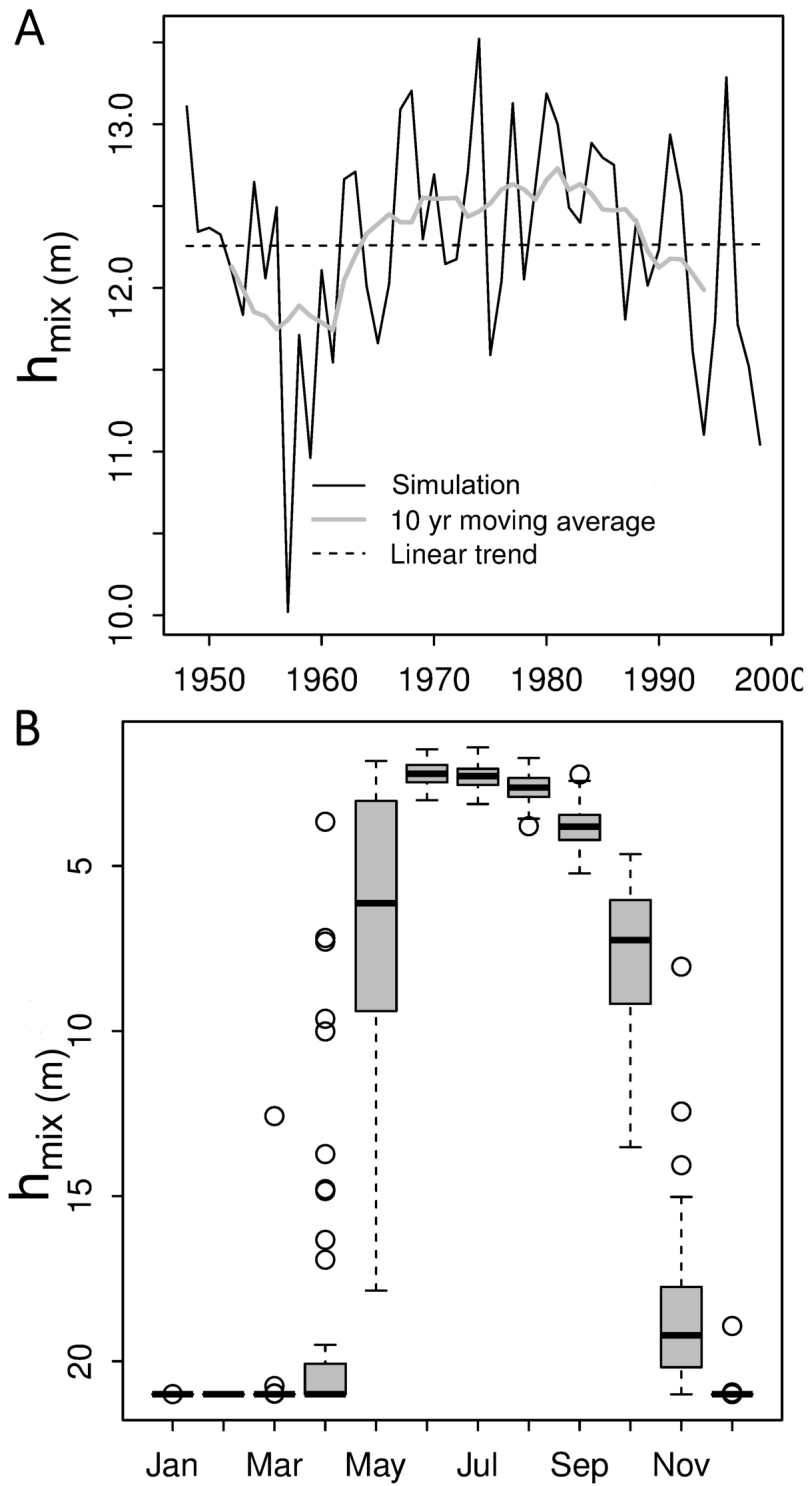 A
13.0
12.0
11.0
10.0
hmix (m)
Simulation
10 yr moving average
Linear trend
1950 1960 1970 1980 1990 2000
B
5
10
15
20
hmix (m)
Jan Mar May Jul Sep Nov